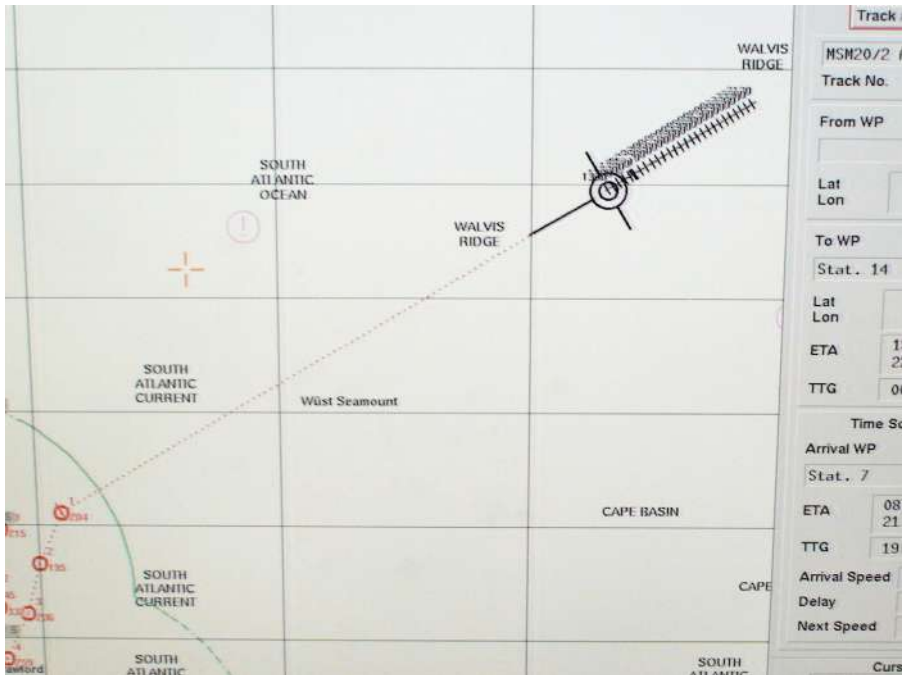 WALVIS
RIDGE
SOUTH
ATLANTIC
OCEAN
WALVIS
RIDGE
SOUTH
ATLANTIC
CURRENT
Wüst Seamount
CAPE BASIN
SOUTH
ATLANTIC
CURRENT
CAPE
SOUTH
ATLANTIC
SOUTH
ATLANTIC
Track
MSM20/2
Track No.
From WP
Lat
Lon
To WP
Stat. 14
Lat
Lon
ETA
TTG
Arrival WP
Stat. 7
ETA
08
21
TTG
19
Arrival Speed
Delay
Next Speed